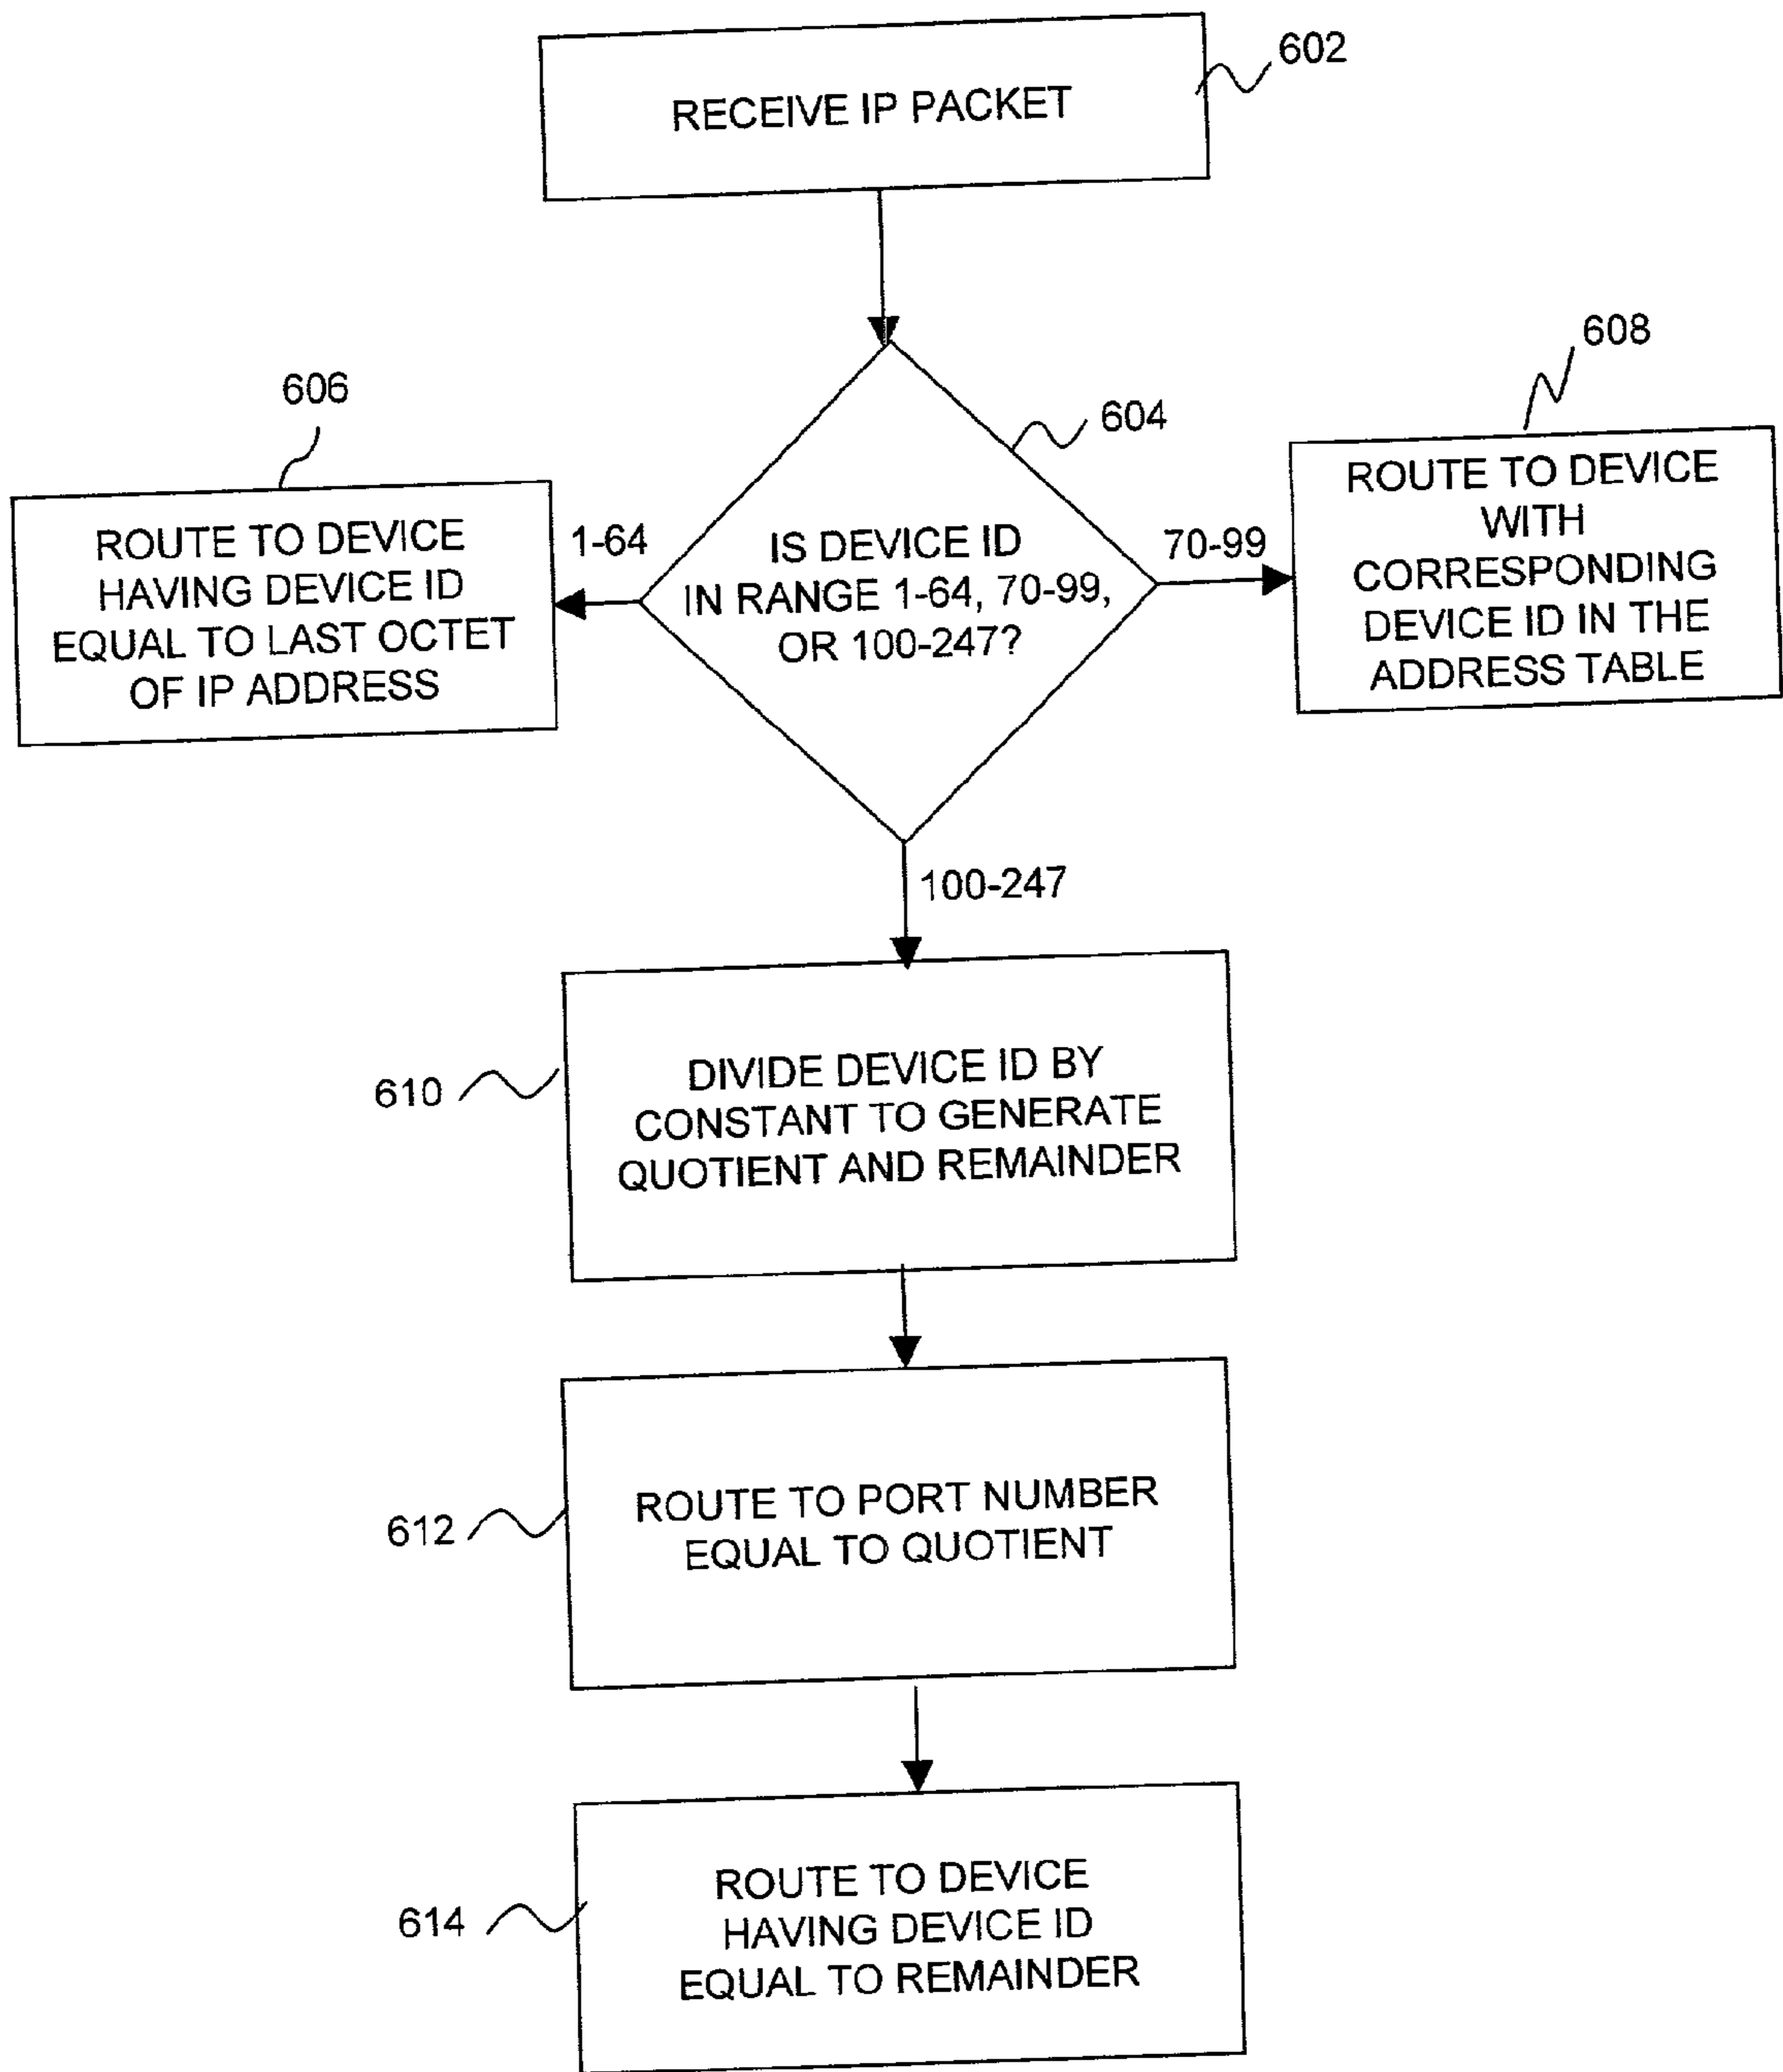 602
RECEIVE IP PACKET
608
606
604
ROUTE TO DEVICE
WITH
CORRESPONDING
DEVICE ID IN THE
ADDRESS TABLE
ROUTE TO DEVICE
HAVING DEVICE ID
EQUAL TO LAST OCTET
OF IP ADDRESS
1-64
IS DEVICE ID
IN RANGE 1-64, 70-99,
OR 100-247?
70-99
100-247
610
DIVIDE DEVICE ID BY
CONSTANT TO GENERATE
QUOTIENT AND REMAINDER
612
ROUTE TO PORT NUMBER
EQUAL TO QUOTIENT
614
ROUTE TO DEVICE
HAVING DEVICE ID
EQUAL TO REMAINDER